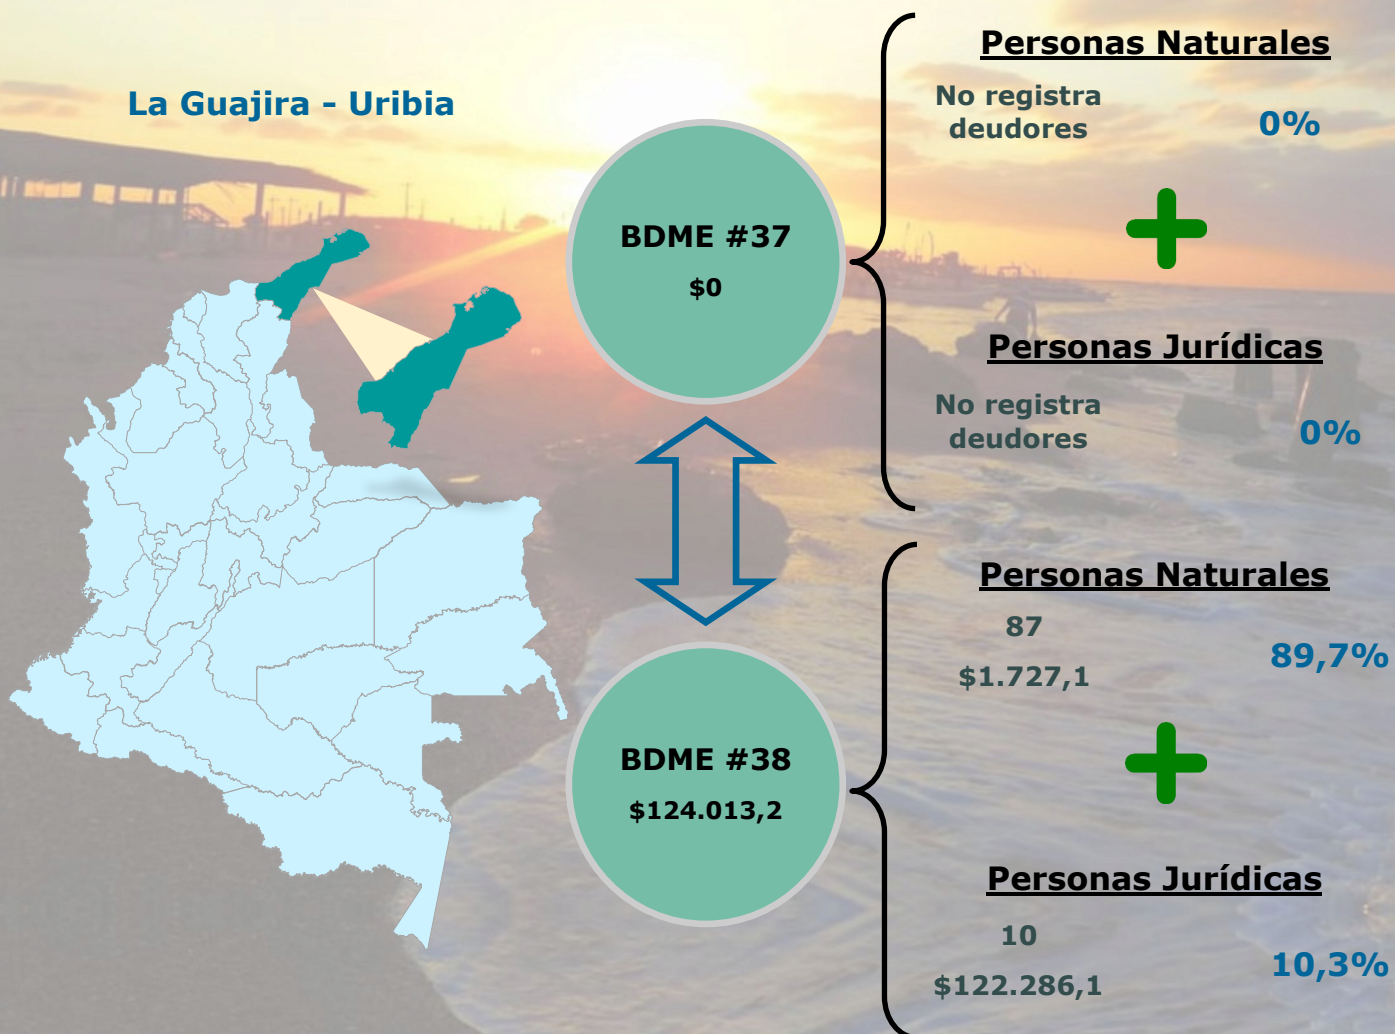 La Guajira - Uribia
BDME #37
$0
Personas Naturales
No registra
deudores
0%
Personas Jurídicas
No registra
deudores
0%
BDME #38
$124.013,2
Personas Naturales
87
$1.727,1
89,7%
Personas Jurídicas
10
$122.286,1
10,3%